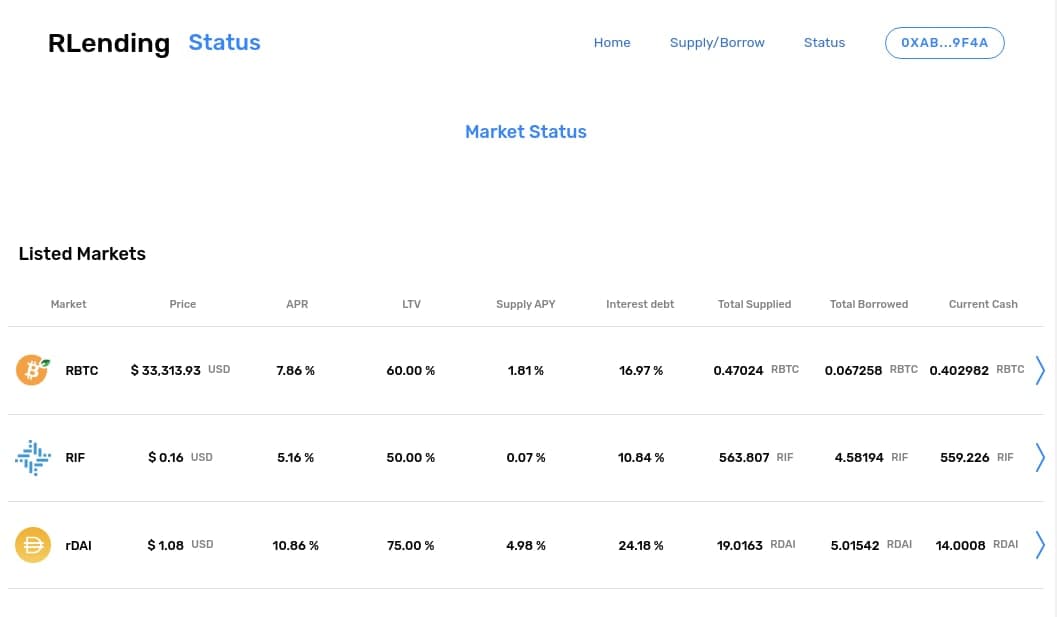 RLending Status Home Supply/Borrow Status 0XAB...9F4A
Market Status
Listed Markets
Market Price APR LTV Supply APY Interest debt Total Supplied Total Borrowed Current Cash
RBTC $ 33,313.93 USD 7.86 % 60.00 % 1.81 % 16.97 % 0.47024 RBTC 0.067258 RBTC 0.402982 RBTC
RIF $ 0.16 USD 5.16 % 50.00 % 0.07 % 10.84 % 563.807 RIF 4.58194 RIF 559.226 RIF
rDAI $ 1.08 USD 10.86 % 75.00 % 4.98 % 24.18 % 19.0163 RDAI 5.01542 RDAI 14.0008 RDAI